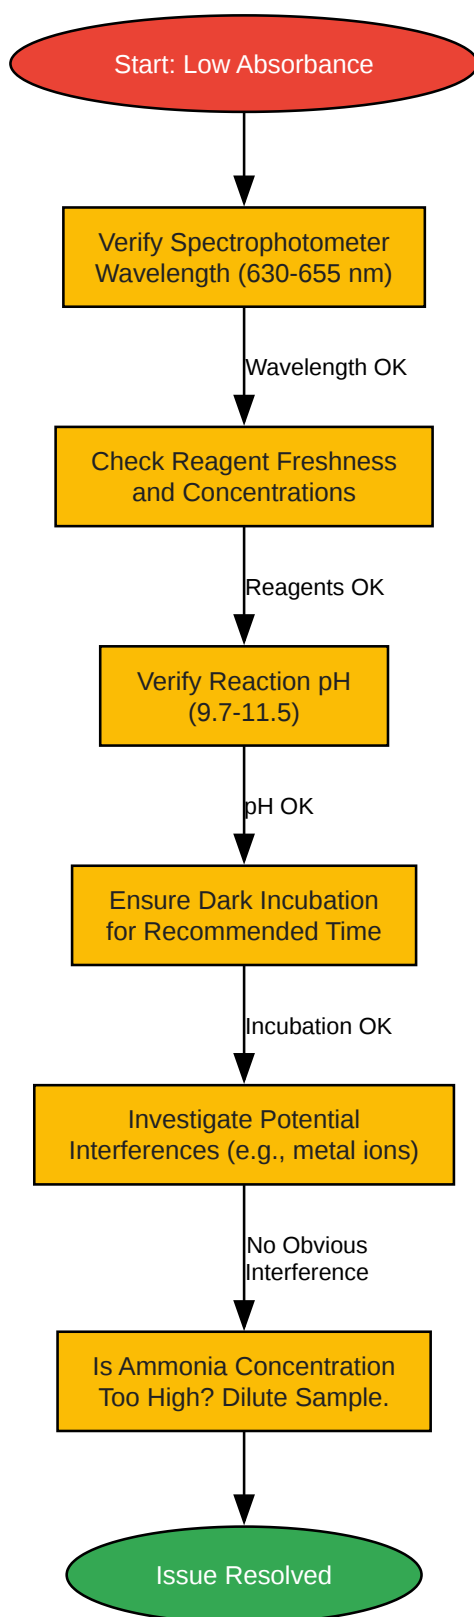 Start: Low Absorbance
Verify Spectrophotometer
Wavelength (630-655 nm)
Wavelength OK
Check Reagent Freshness
and Concentrations
Reagents OK
Verify Reaction pH
(9.7-11.5)
pH OK
Ensure Dark Incubation
for Recommended Time
Incubation OK
Investigate Potential
Interferences (e.g., metal ions)
No Obvious
Interference
Is Ammonia Concentration
Too High? Dilute Sample.
Issue Resolved